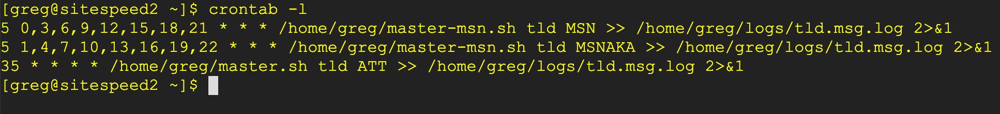 [greg@sitespeed2 ~]$ crontab -l
5 0,3,6,9,12,15,18,21 * * * /home/greg/master-msn.sh tld MSN >> /home/greg/logs/tld.msg.log 2>&1
5 1,4,7,10,13,16,19,22 * * * /home/greg/master-msn.sh tld MSNAKA >> /home/greg/logs/tld.msg.log 2>&1
35 * * * * /home/greg/master.sh tld ATT >> /home/greg/logs/tld.msg.log 2>&1
[greg@sitespeed2 ~]$